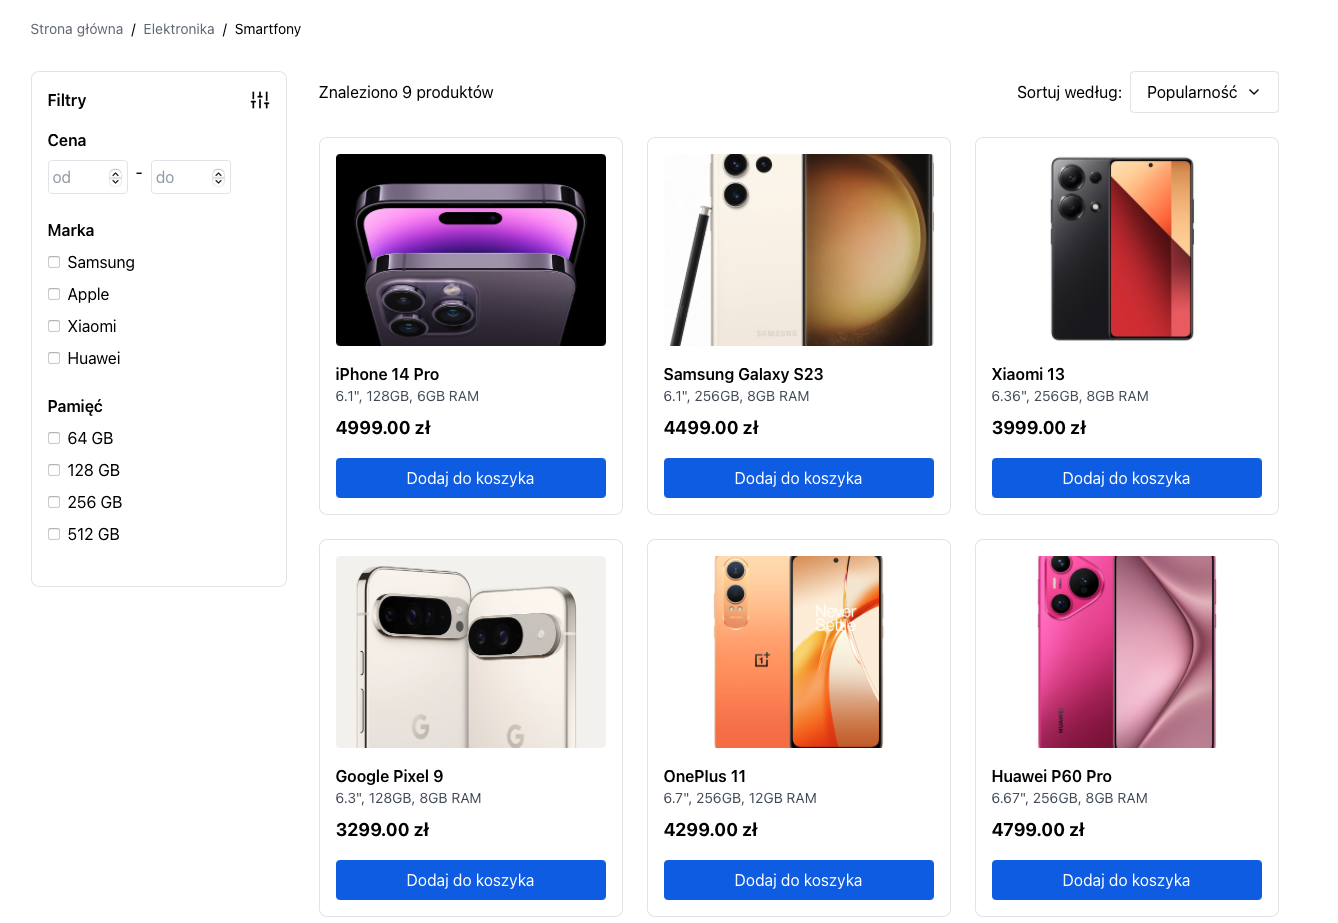 Strona główna / Elektronika / Smartfony
Filtry
Cena
od - do
Marka
Samsung
Apple
Xiaomi
Huawei
Pamięć
64 GB
128 GB
256 GB
512 GB
Znaleziono 9 produktów
Sortuj według: Popularność
iPhone 14 Pro
6.1", 128GB, 6GB RAM
4999.00 zł
Dodaj do koszyka
SAMSUNG
Samsung Galaxy S23
6.1", 256GB, 8GB RAM
4499.00 zł
Dodaj do koszyka
Xiaomi 13
6.36", 256GB, 8GB RAM
3999.00 zł
Dodaj do koszyka
G
G
Google Pixel 9
6.3", 128GB, 8GB RAM
3299.00 zł
Dodaj do koszyka
Never
Settle
1+
OnePlus 11
6.7", 256GB, 12GB RAM
4299.00 zł
Dodaj do koszyka
HUAWEI
Huawei P60 Pro
6.67", 256GB, 8GB RAM
4799.00 zł
Dodaj do koszyka